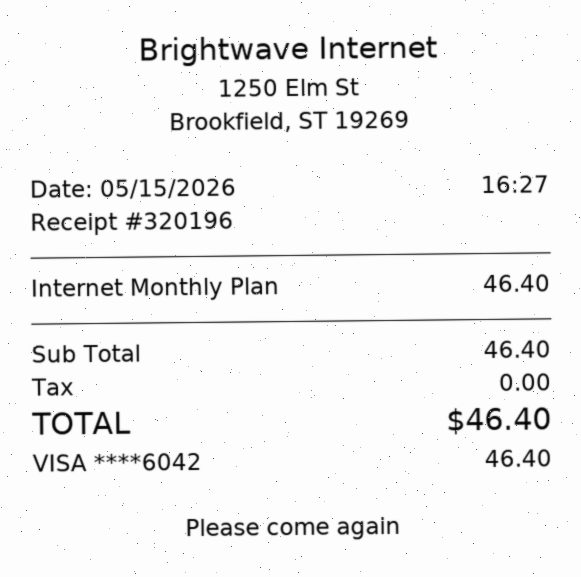 Brightwave Internet
1250 Elm St
Brookfield, ST 19269
Date: 05/15/2026 16:27
Receipt #320196
Internet Monthly Plan 46.40
Sub Total 46.40
Tax 0.00
TOTAL $46.40
VISA ****6042 46.40
Please come again